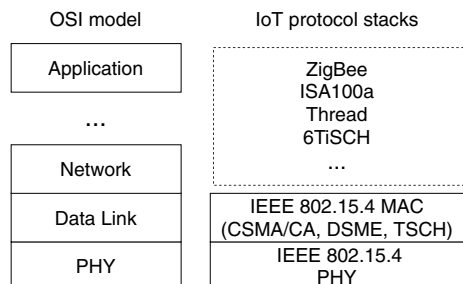 OSI model
IoT protocol stacks
Application
...
Network
Data Link
PHY
ZigBee
ISA100a
Thread
6TiSCH
...
IEEE 802.15.4 MAC
(CSMA/CA, DSME, TSCH)
IEEE 802.15.4
PHY